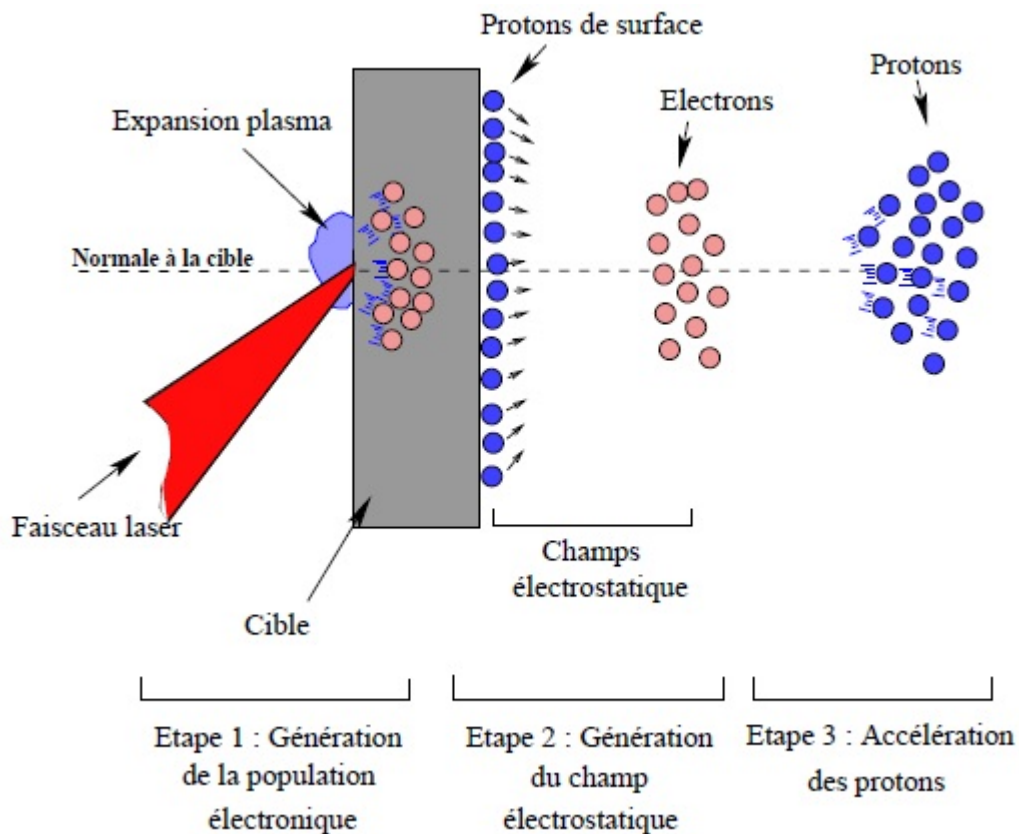 Protons de surface
Protons
Electrons
Expansion plasma
Normale à la cible
Faisceau laser
Champs
électrostatique
Cible
Etape 1 : Génération
de la population
électronique
Etape 2 : Génération
du champ
électrostatique
Etape 3 : Accélération
des protons